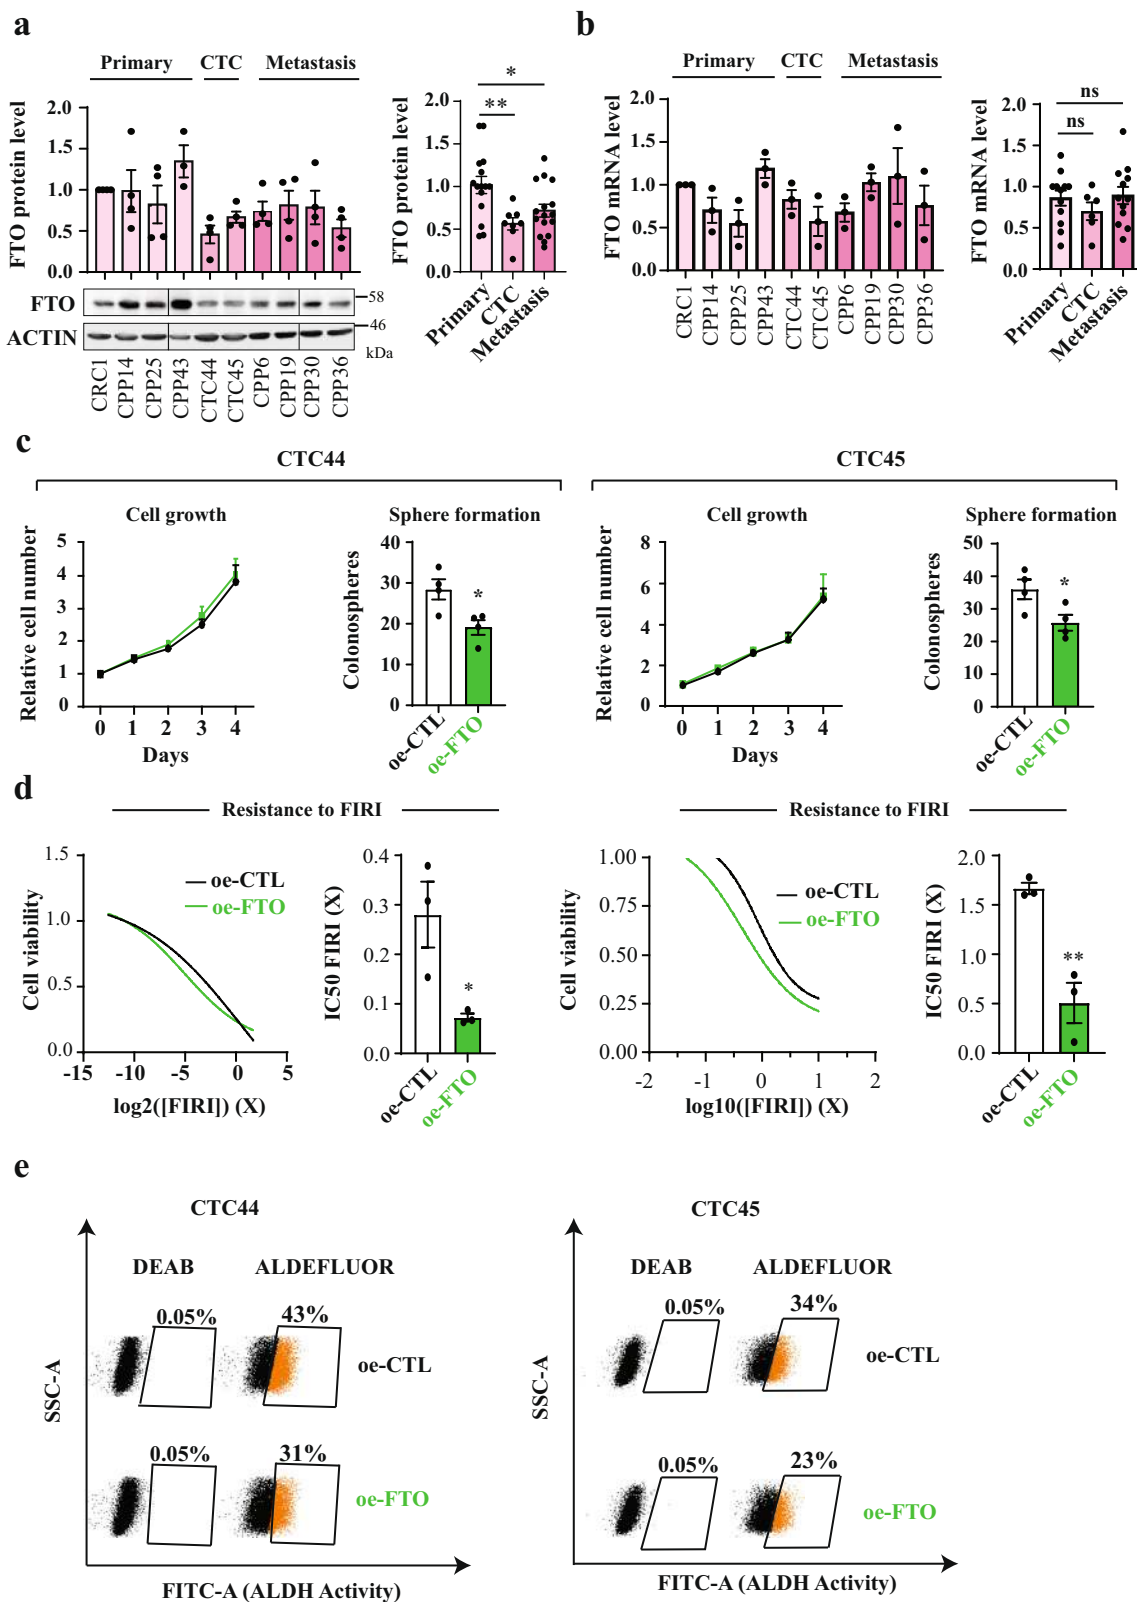 a
Primary CTC Metastasis
FTO protein level
2.0
1.5
1.0
0.5
0.0
FTO
ACTIN
58
46
kDa
CRC1
CPP14
CPP25
CPP43
CTC44
CTC45
CPP6
CPP19
CPP30
CPP36
FTO protein level
2.0
1.5
1.0
0.5
0.0
*
**
Primary
CTC
Metastasis
b
Primary CTC Metastasis
FTO mRNA level
2.0
1.5
1.0
0.5
0.0
CRC1
CPP14
CPP25
CPP43
CTC44
CTC45
CPP6
CPP19
CPP30
CPP36
FTO mRNA level
2.0
1.5
1.0
0.5
0.0
ns
ns
Primary
CTC
Metastasis
c
CTC44
Cell growth
Relative cell number
5
4
3
2
1
0
0 1 2 3 4
Days
Sphere formation
Colonospheres
40
30
20
10
0
*
oe-CTL
oe-FTO
CTC45
Cell growth
Relative cell number
8
6
4
2
0
0 1 2 3 4
Days
Sphere formation
Colonospheres
50
40
30
20
10
0
*
oe-CTL
oe-FTO
d
Resistance to FIRI
Cell viability
1.5
1.0
0.5
0.0
oe-CTL
oe-FTO
-15 -10 -5 0 5
log2([FIRI]) (X)
IC50 FIRI (X)
0.4
0.3
0.2
0.1
0.0
*
oe-CTL
oe-FTO
Resistance to FIRI
Cell viability
1.00
0.75
0.50
0.25
0.00
oe-CTL
oe-FTO
-2 -1 0 1 2
log10([FIRI]) (X)
IC50 FIRI (X)
2.0
1.5
1.0
0.5
0.0
**
oe-CTL
oe-FTO
e
CTC44
DEAB ALDEFLUOR
0.05% 43%
oe-CTL
0.05% 31%
oe-FTO
SSC-A
FITC-A (ALDH Activity)
CTC45
DEAB ALDEFLUOR
0.05% 34%
oe-CTL
0.05% 23%
oe-FTO
SSC-A
FITC-A (ALDH Activity)